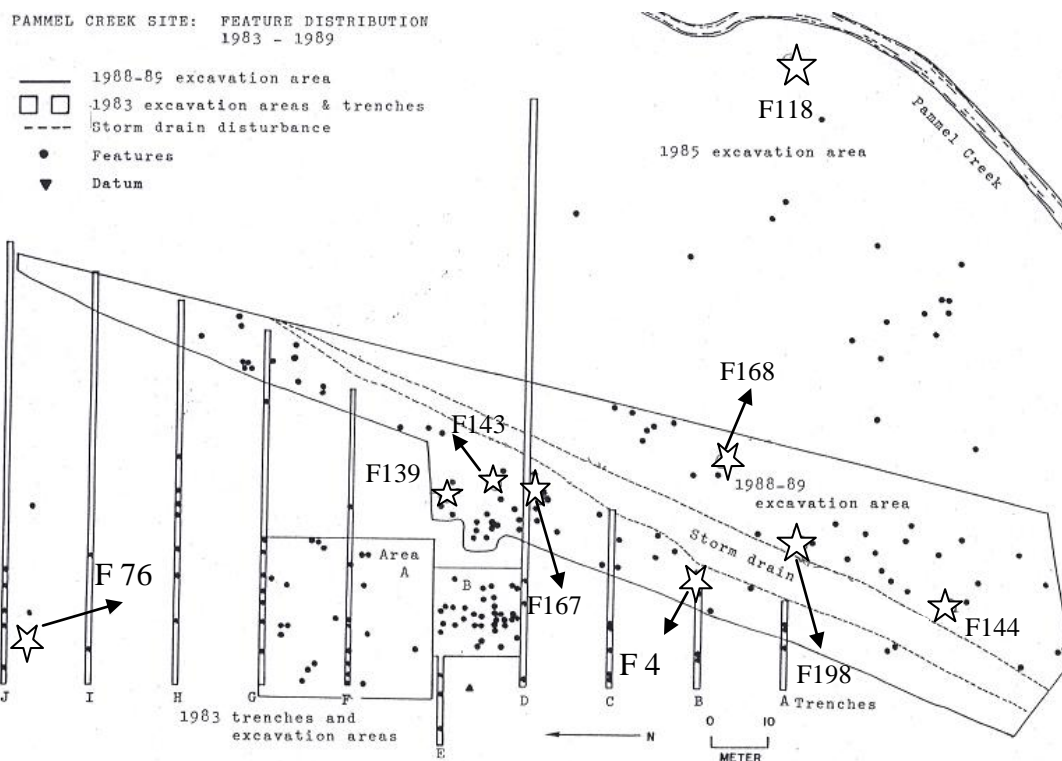 PAMMEL CREEK SITE: FEATURE DISTRIBUTION
1983 - 1989
1988-89 excavation area
1983 excavation areas & trenches
Storm drain disturbance
Features
Datum
F118
Pammel Creek
1985 excavation area
F168
F143
F139
1988-89
excavation area
Storm drain
Area
A
B
F 76
F167
F 4
F198
F144
J
I
H
G
F
E
D
C
B
A
Trenches
1983 trenches and
excavation areas
N
0 10
METER